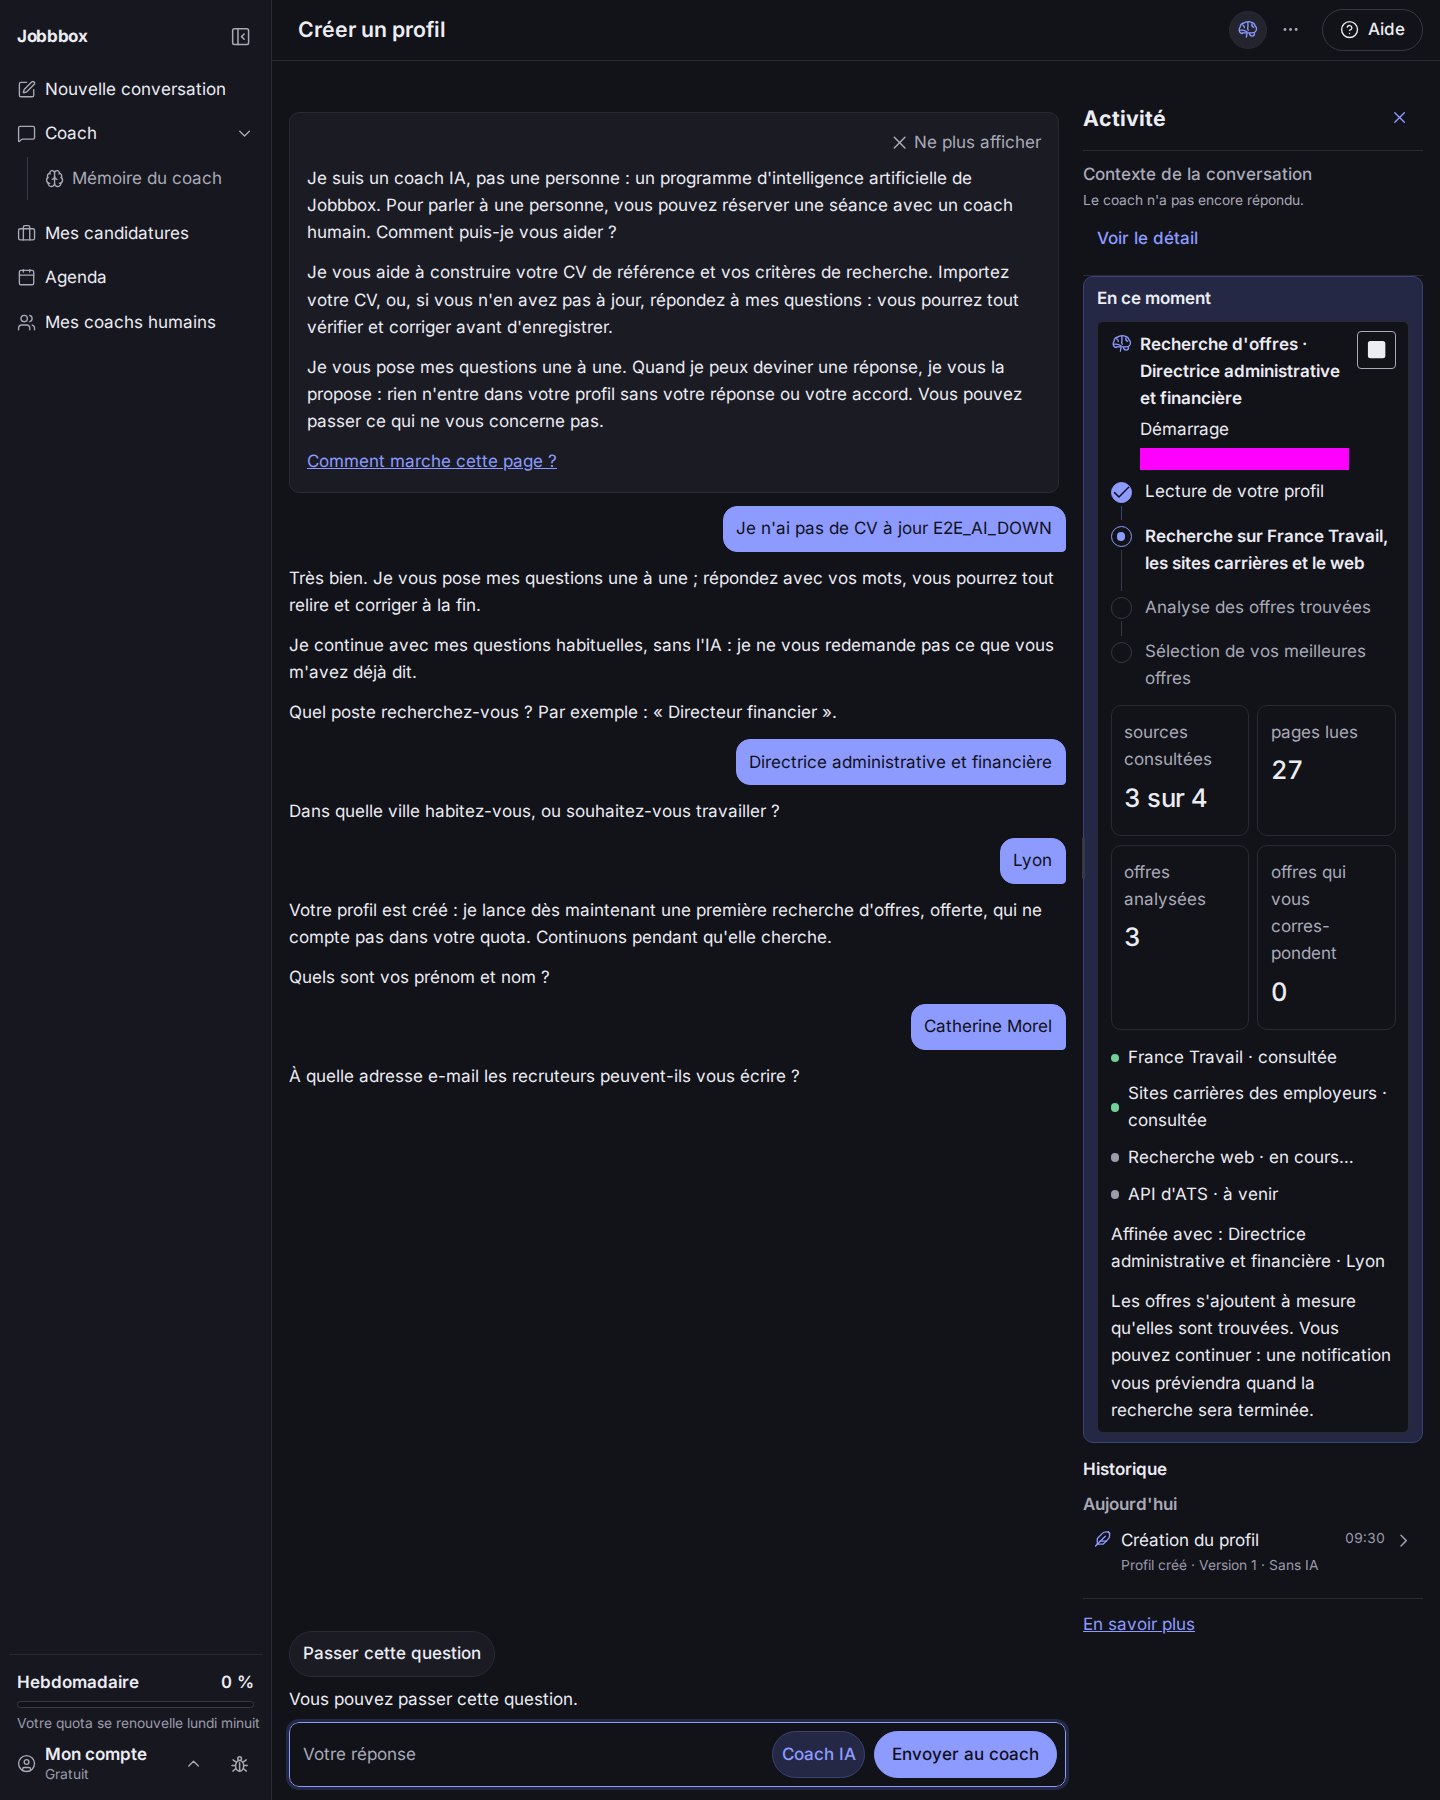 Jobbbox
Nouvelle conversation
Coach
Mémoire du coach
Mes candidatures
Agenda
Mes coachs humains
Hebdomadaire
0 %
Votre quota se renouvelle lundi minuit
Mon compte
Gratuit
Créer un profil
Aide
Ne plus afficher
Je suis un coach IA, pas une personne : un programme d'intelligence artificielle de
Jobbbox. Pour parler à une personne, vous pouvez réserver une séance avec un coach
humain. Comment puis-je vous aider ?
Je vous aide à construire votre CV de référence et vos critères de recherche. Importez
votre CV, ou, si vous n'en avez pas à jour, répondez à mes questions : vous pourrez tout
vérifier et corriger avant d'enregistrer.
Je vous pose mes questions une à une. Quand je peux deviner une réponse, je vous la
propose : rien n'entre dans votre profil sans votre réponse ou votre accord. Vous pouvez
passer ce qui ne vous concerne pas.
Comment marche cette page ?
Je n'ai pas de CV à jour E2E_AI_DOWN
Très bien. Je vous pose mes questions une à une ; répondez avec vos mots, vous pourrez tout
relire et corriger à la fin.
Je continue avec mes questions habituelles, sans l'IA : je ne vous redemande pas ce que vous
m'avez déjà dit.
Quel poste recherchez-vous ? Par exemple : « Directeur financier ».
Directrice administrative et financière
Dans quelle ville habitez-vous, ou souhaitez-vous travailler ?
Lyon
Votre profil est créé : je lance dès maintenant une première recherche d'offres, offerte, qui ne
compte pas dans votre quota. Continuons pendant qu'elle cherche.
Quels sont vos prénom et nom ?
Catherine Morel
À quelle adresse e-mail les recruteurs peuvent-ils vous écrire ?
Passer cette question
Vous pouvez passer cette question.
Votre réponse
Coach IA
Envoyer au coach
Activité
Contexte de la conversation
Le coach n'a pas encore répondu.
Voir le détail
En ce moment
Recherche d'offres ·
Directrice administrative
et financière
Démarrage
Lecture de votre profil
Recherche sur France Travail,
les sites carrières et le web
Analyse des offres trouvées
Sélection de vos meilleures
offres
sources
consultées
3 sur 4
pages lues
27
offres
analysées
3
offres qui
vous
corres-
pondent
0
France Travail · consultée
Sites carrières des employeurs ·
consultée
Recherche web · en cours…
API d'ATS · à venir
Affinée avec : Directrice
administrative et financière · Lyon
Les offres s'ajoutent à mesure
qu'elles sont trouvées. Vous
pouvez continuer : une notification
vous préviendra quand la
recherche sera terminée.
Historique
Aujourd'hui
Création du profil
09:30
Profil créé · Version 1 · Sans IA
En savoir plus